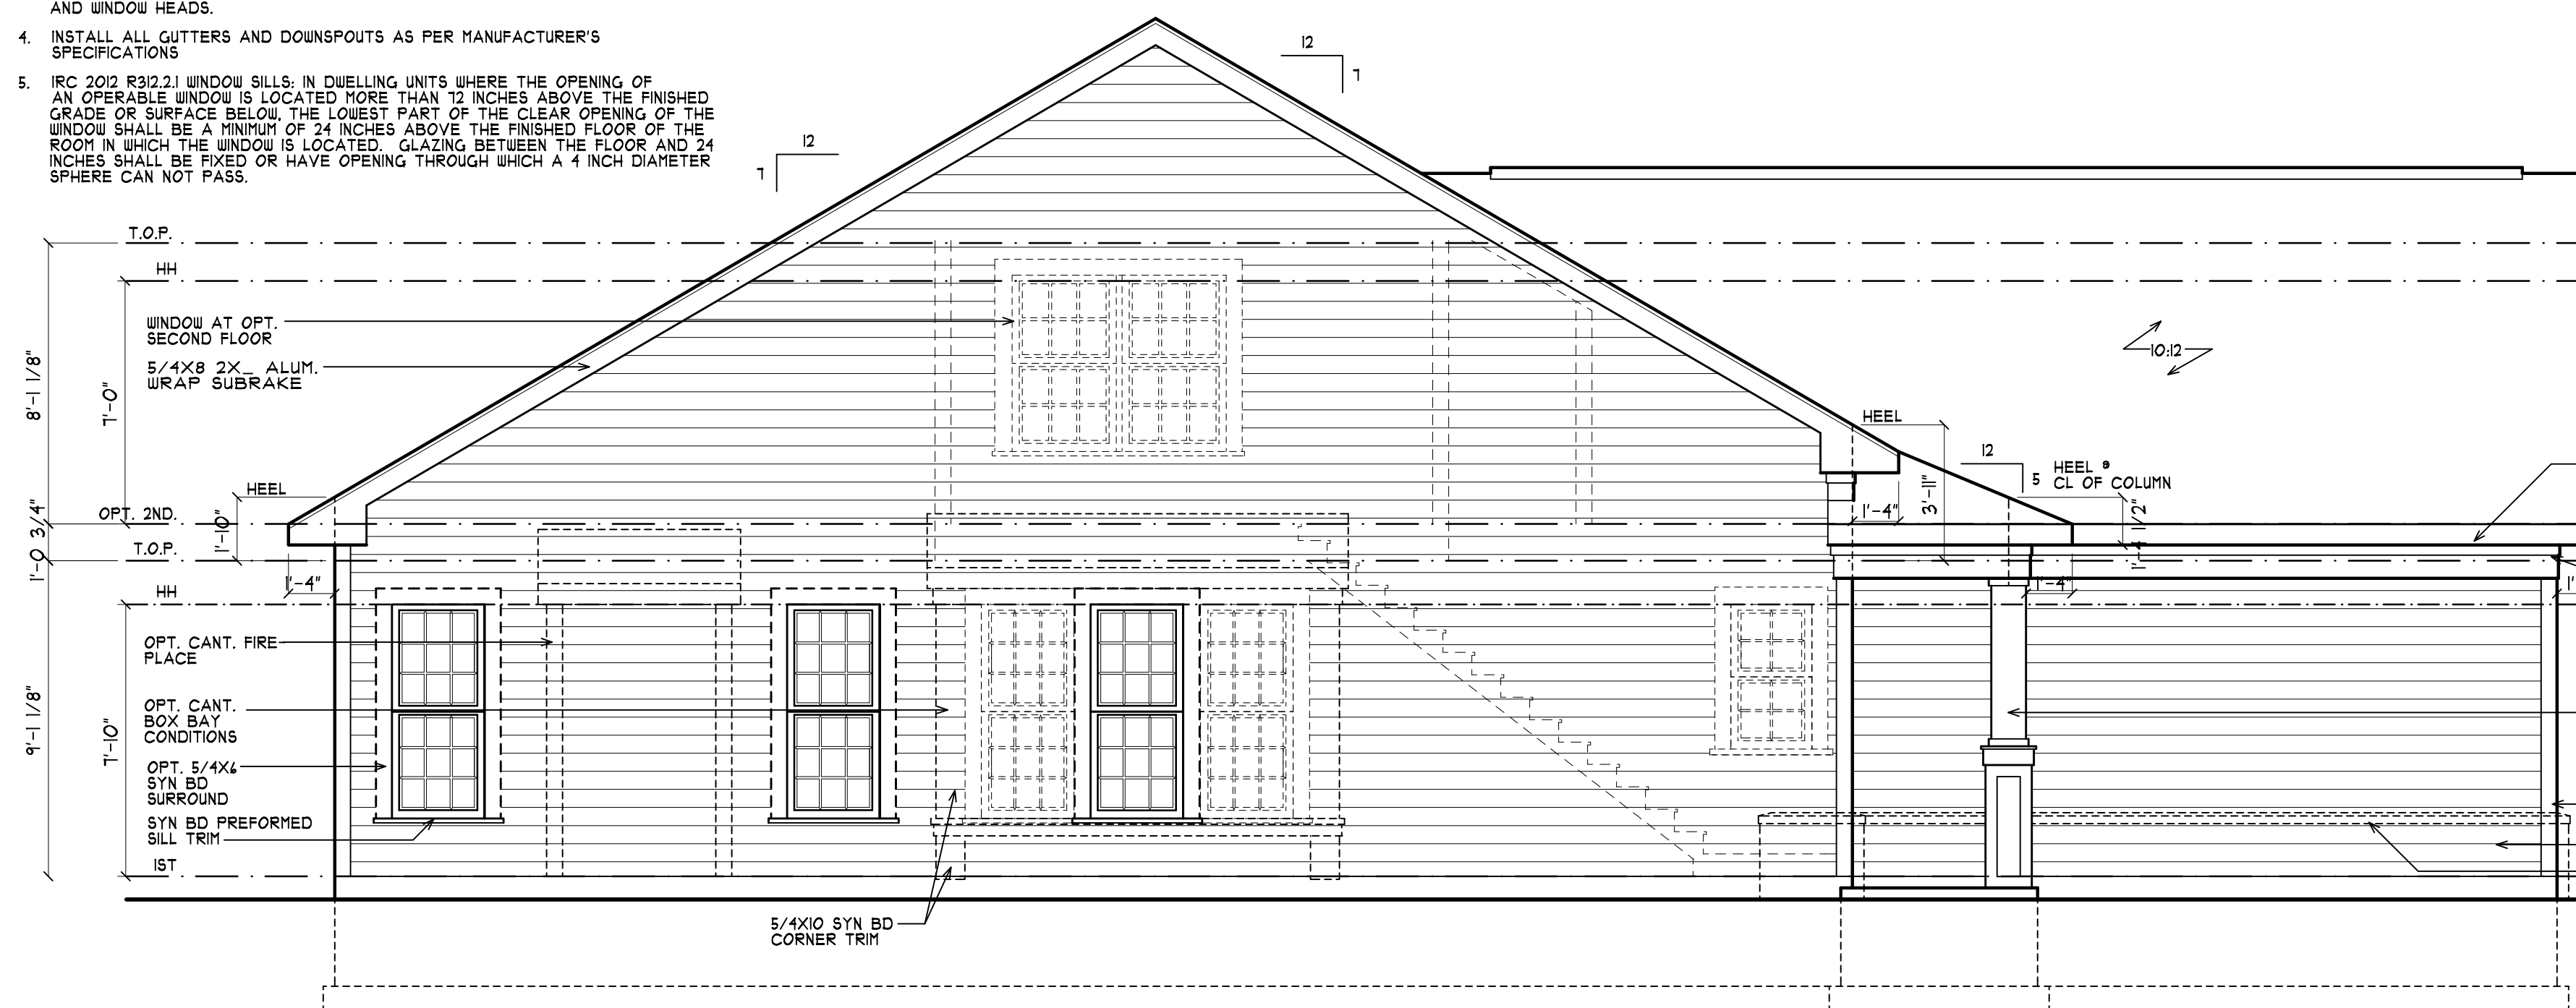 AND WINDOW HEADS.
4. INSTALL ALL GUTTERS AND DOWNSPOUTS AS PER MANUFACTURER'S
SPECIFICATIONS
5. IRC 2012 R312.2.1 WINDOW SILLS: IN DWELLING UNITS WHERE THE OPENING OF
AN OPERABLE WINDOW IS LOCATED MORE THAN 72 INCHES ABOVE THE FINISHED
GRADE OR SURFACE BELOW, THE LOWEST PART OF THE CLEAR OPENING OF THE
WINDOW SHALL BE A MINIMUM OF 24 INCHES ABOVE THE FINISHED FLOOR OF THE
ROOM IN WHICH THE WINDOW IS LOCATED. GLAZING BETWEEN THE FLOOR AND 24
INCHES SHALL BE FIXED OR HAVE OPENING THROUGH WHICH A 4 INCH DIAMETER
SPHERE CAN NOT PASS.
12
7
12
7
T.O.P.
HH
WINDOW AT OPT.
SECOND FLOOR
5/4X8 2X_ ALUM.
WRAP SUBRAKE
8'-1 1/8"
7'-0"
10:12
HEEL
12
5
HEEL @
CL OF COLUMN
3'-11"
1'-4"
1'-4 1/2"
1'-4"
HEEL
OPT. 2ND.
1'-10"
1'-0 3/4"
T.O.P.
1'-4"
HH
OPT. CANT. FIRE
PLACE
OPT. CANT.
BOX BAY
CONDITIONS
9'-1 1/8"
7'-10"
OPT. 5/4X6
SYN BD
SURROUND
SYN BD PREFORMED
SILL TRIM
1ST
5/4X10 SYN BD
CORNER TRIM